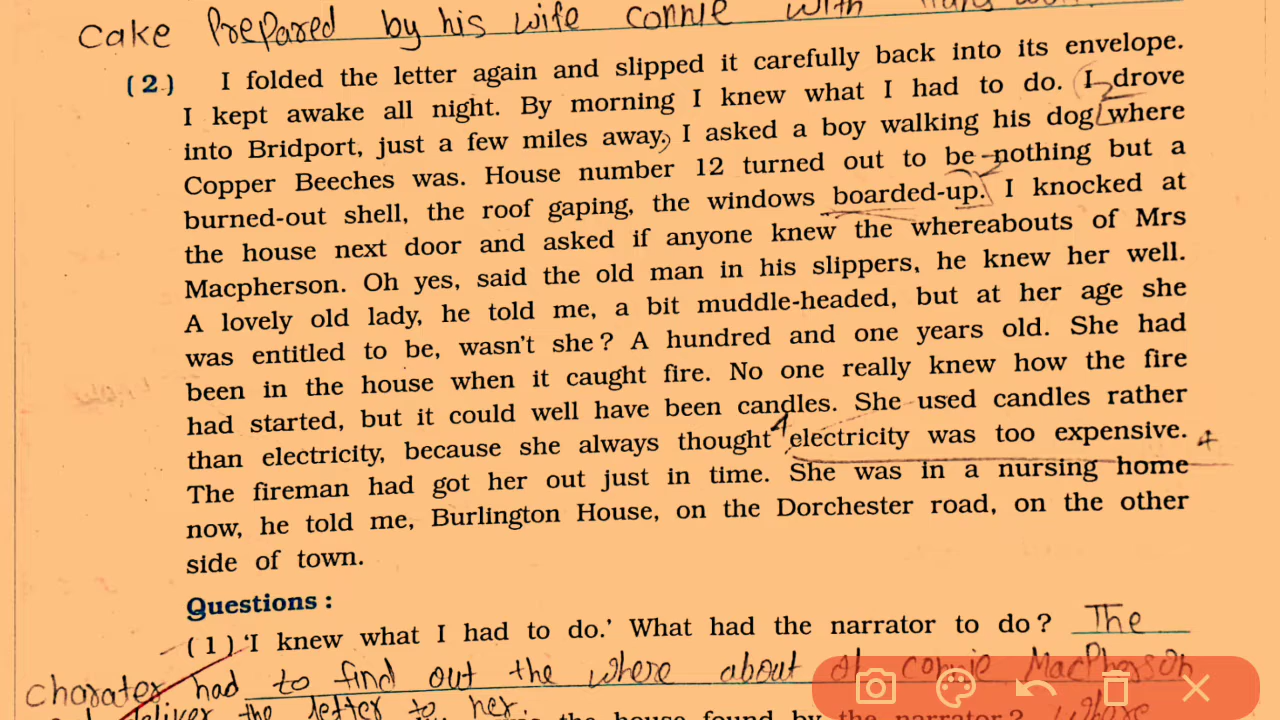 Cake Prepared by his wife Connie with
(2) I folded the letter again and slipped it carefully back into its envelope.
I kept awake all night. By morning I knew what I had to do. I drove
into Bridport, just a few miles away. I asked a boy walking his dog where
Copper Beeches was. House number 12 turned out to be nothing but a
burned-out shell, the roof gaping, the windows boarded-up. I knocked at
the house next door and asked if anyone knew the whereabouts of Mrs
Macpherson. Oh yes, said the old man in his slippers, he knew her well.
A lovely old lady, he told me, a bit muddle-headed, but at her age she
was entitled to be, wasn't she? A hundred and one years old. She had
been in the house when it caught fire. No one really knew how the fire
had started, but it could well have been candles. She used candles rather
than electricity, because she always thought 4 electricity was too expensive. 4
The fireman had got her out just in time. She was in a nursing home
now, he told me, Burlington House, on the Dorchester road, on the other
side of town.
Questions :
(1) 'I knew what I had to do.' What had the narrator to do? The
charater had to find out the where about of connie MacPherson
deliver the letter to her.
the house found by the narrator? where